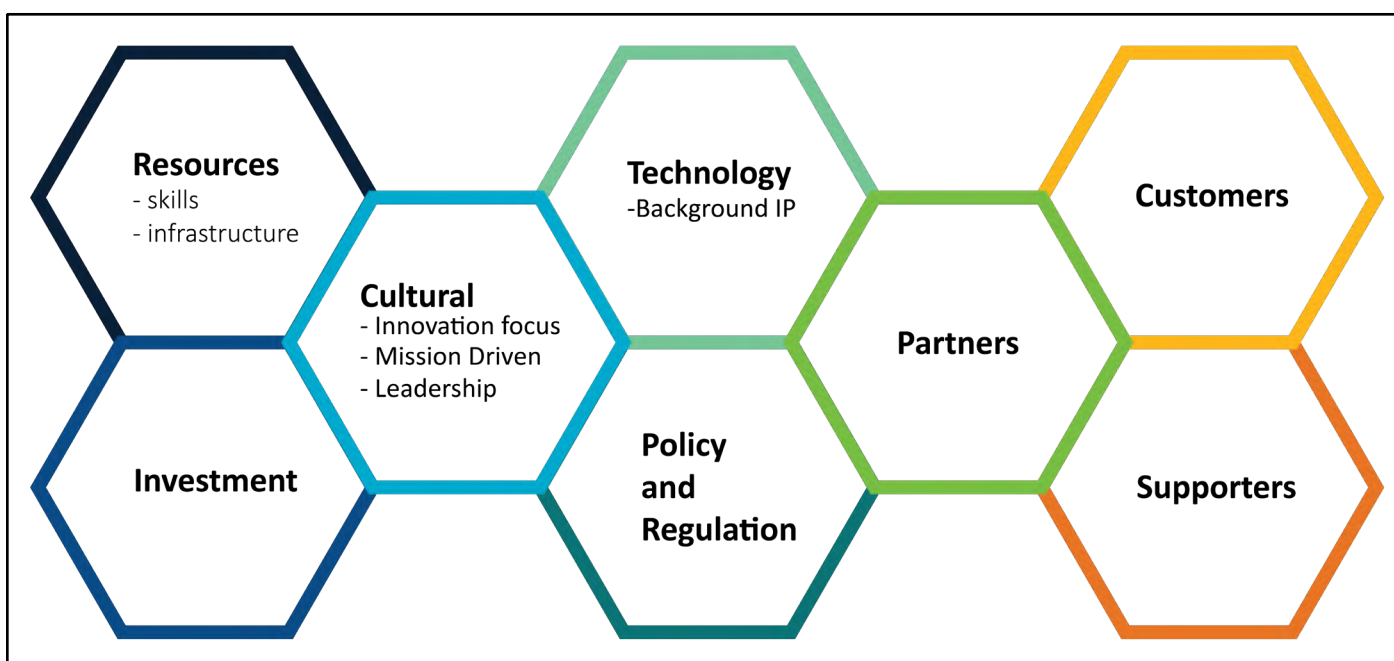 Resources
- skills
- infrastructure
Investment
Cultural
- Innovation focus
- Mission Driven
- Leadership
Technology
-Background IP
Policy
and
Regulation
Partners
Customers
Supporters